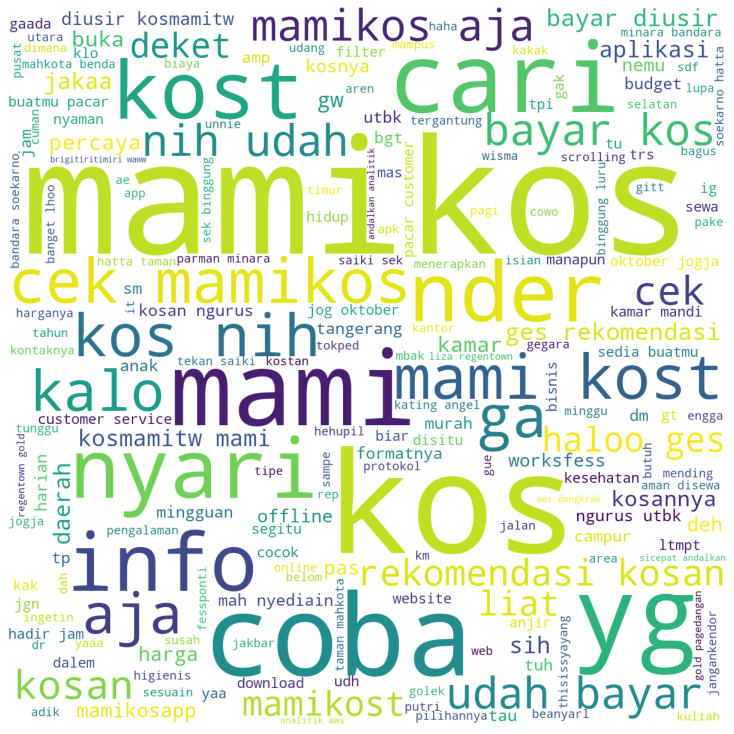 gaada
diusir kosmamitw
mamikos aja
haha
bayar diusir
minara bandara
utara
buka
deket
udang
mampus
kakak
dimana
amp
filter
nemu
aplikasi
pusat
mahkota benda
klo
biaya
kosnya
kost
cari
sdf
soekarno hatta
jakaa
aren
gak
budget
lupa
buatmu pacar
gw
utbk
tpi
selatan
nyaman
cuman
unnie
tergantung
jam
percaya
nih udah
bgt
bayar kos
tu
bagus
brigitiritimiri waww
mas
wisma
scrolling
trs
bandara soekarno
banget lhoo
ae
app
sek binggung
timur
hidup
andalkan analitik
apk
pacar customer
pagi
cowo
gitt
binggung luru
ig
sewa
pake
mamikos
hatta taman
parman minara
saiki sek
menerapkan
isian
manapun
oktober jogja
cek mamikos
nder
cek
harganya
it
sm
kosan ngurus
jog oktober
kantor
kamar mandi
tahun
tokped
ges rekomendasi
kontaknya
kos nih
tangerang
gegara
tekan saiki
kostan
mbak
liza regentown
kamar
sedia buatmu
kalo
anak
mami
mami kost
bisnis
customer service
kating angel
minggu
dm
gt
engga
tunggu
hehupil
biar
murah
ga
haloo ges
regentown gold
kosmamitw mami
disitu
formatnya
worksfess
butuh
mending
harian
tipe
sampe
protokol
gue
kesehatan
aman disewa
nyari
kos
jogja
daerah
mingguan
rep
aws dongkrak
kosannya
pengalaman
offline
jalan
ngurus utbk
info
segitu
campur
deh
tp
cocok
km
ltmpt
dah
online
belom
pas
area
sicepat andalkan
kak
mah nyediain
website
rekomendasi kosan
jgn
fessponti
taman mahkota
liat
ingetin
aja
anjir
hadir jam
yaaa
susah
coba
yg
dr
harga
jakbar
sih
thisissyayang
gold pagedangan
jangankendor
dalem
higienis
web
tuh
kosan
sesuain
yaa
download
udh
golek
udah bayar
adik
mamikosapp
mamikost
putri
pilihannya
tau
beanyarl
kuliah
analitik aws